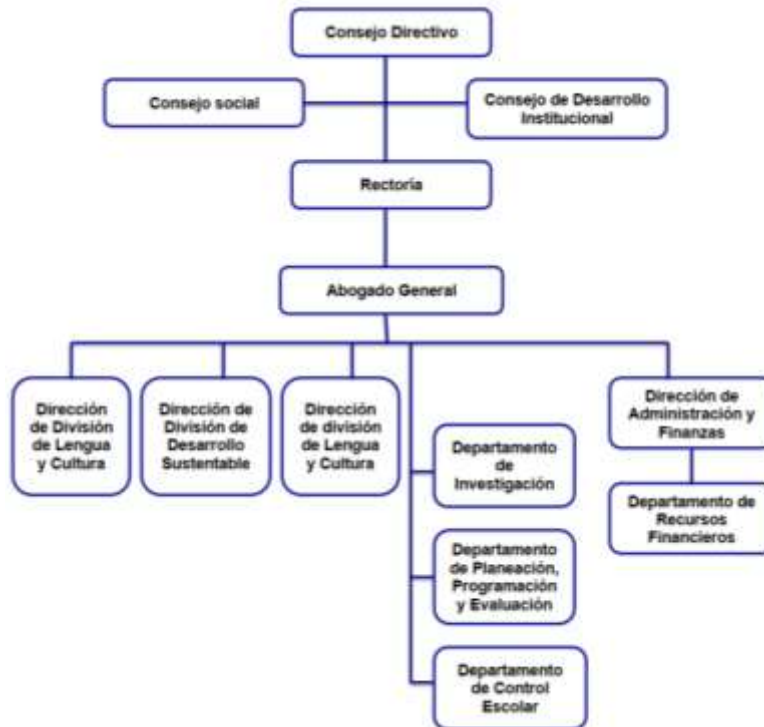 Consejo Directivo
Consejo social
Consejo de Desarrollo
Institucional
Rectoría
Abogado General
Dirección
de División
de Lengua
y Cultura
Dirección de
División de
Desarrollo
Sustentable
Dirección
de división
de Lengua
y Cultura
Departamento
de
Investigación
Departamento
de Planeación,
Programación
y Evaluación
Departamento
de Control
Escolar
Dirección de
Administración y
Finanzas
Departamento de
Recursos
Financieros